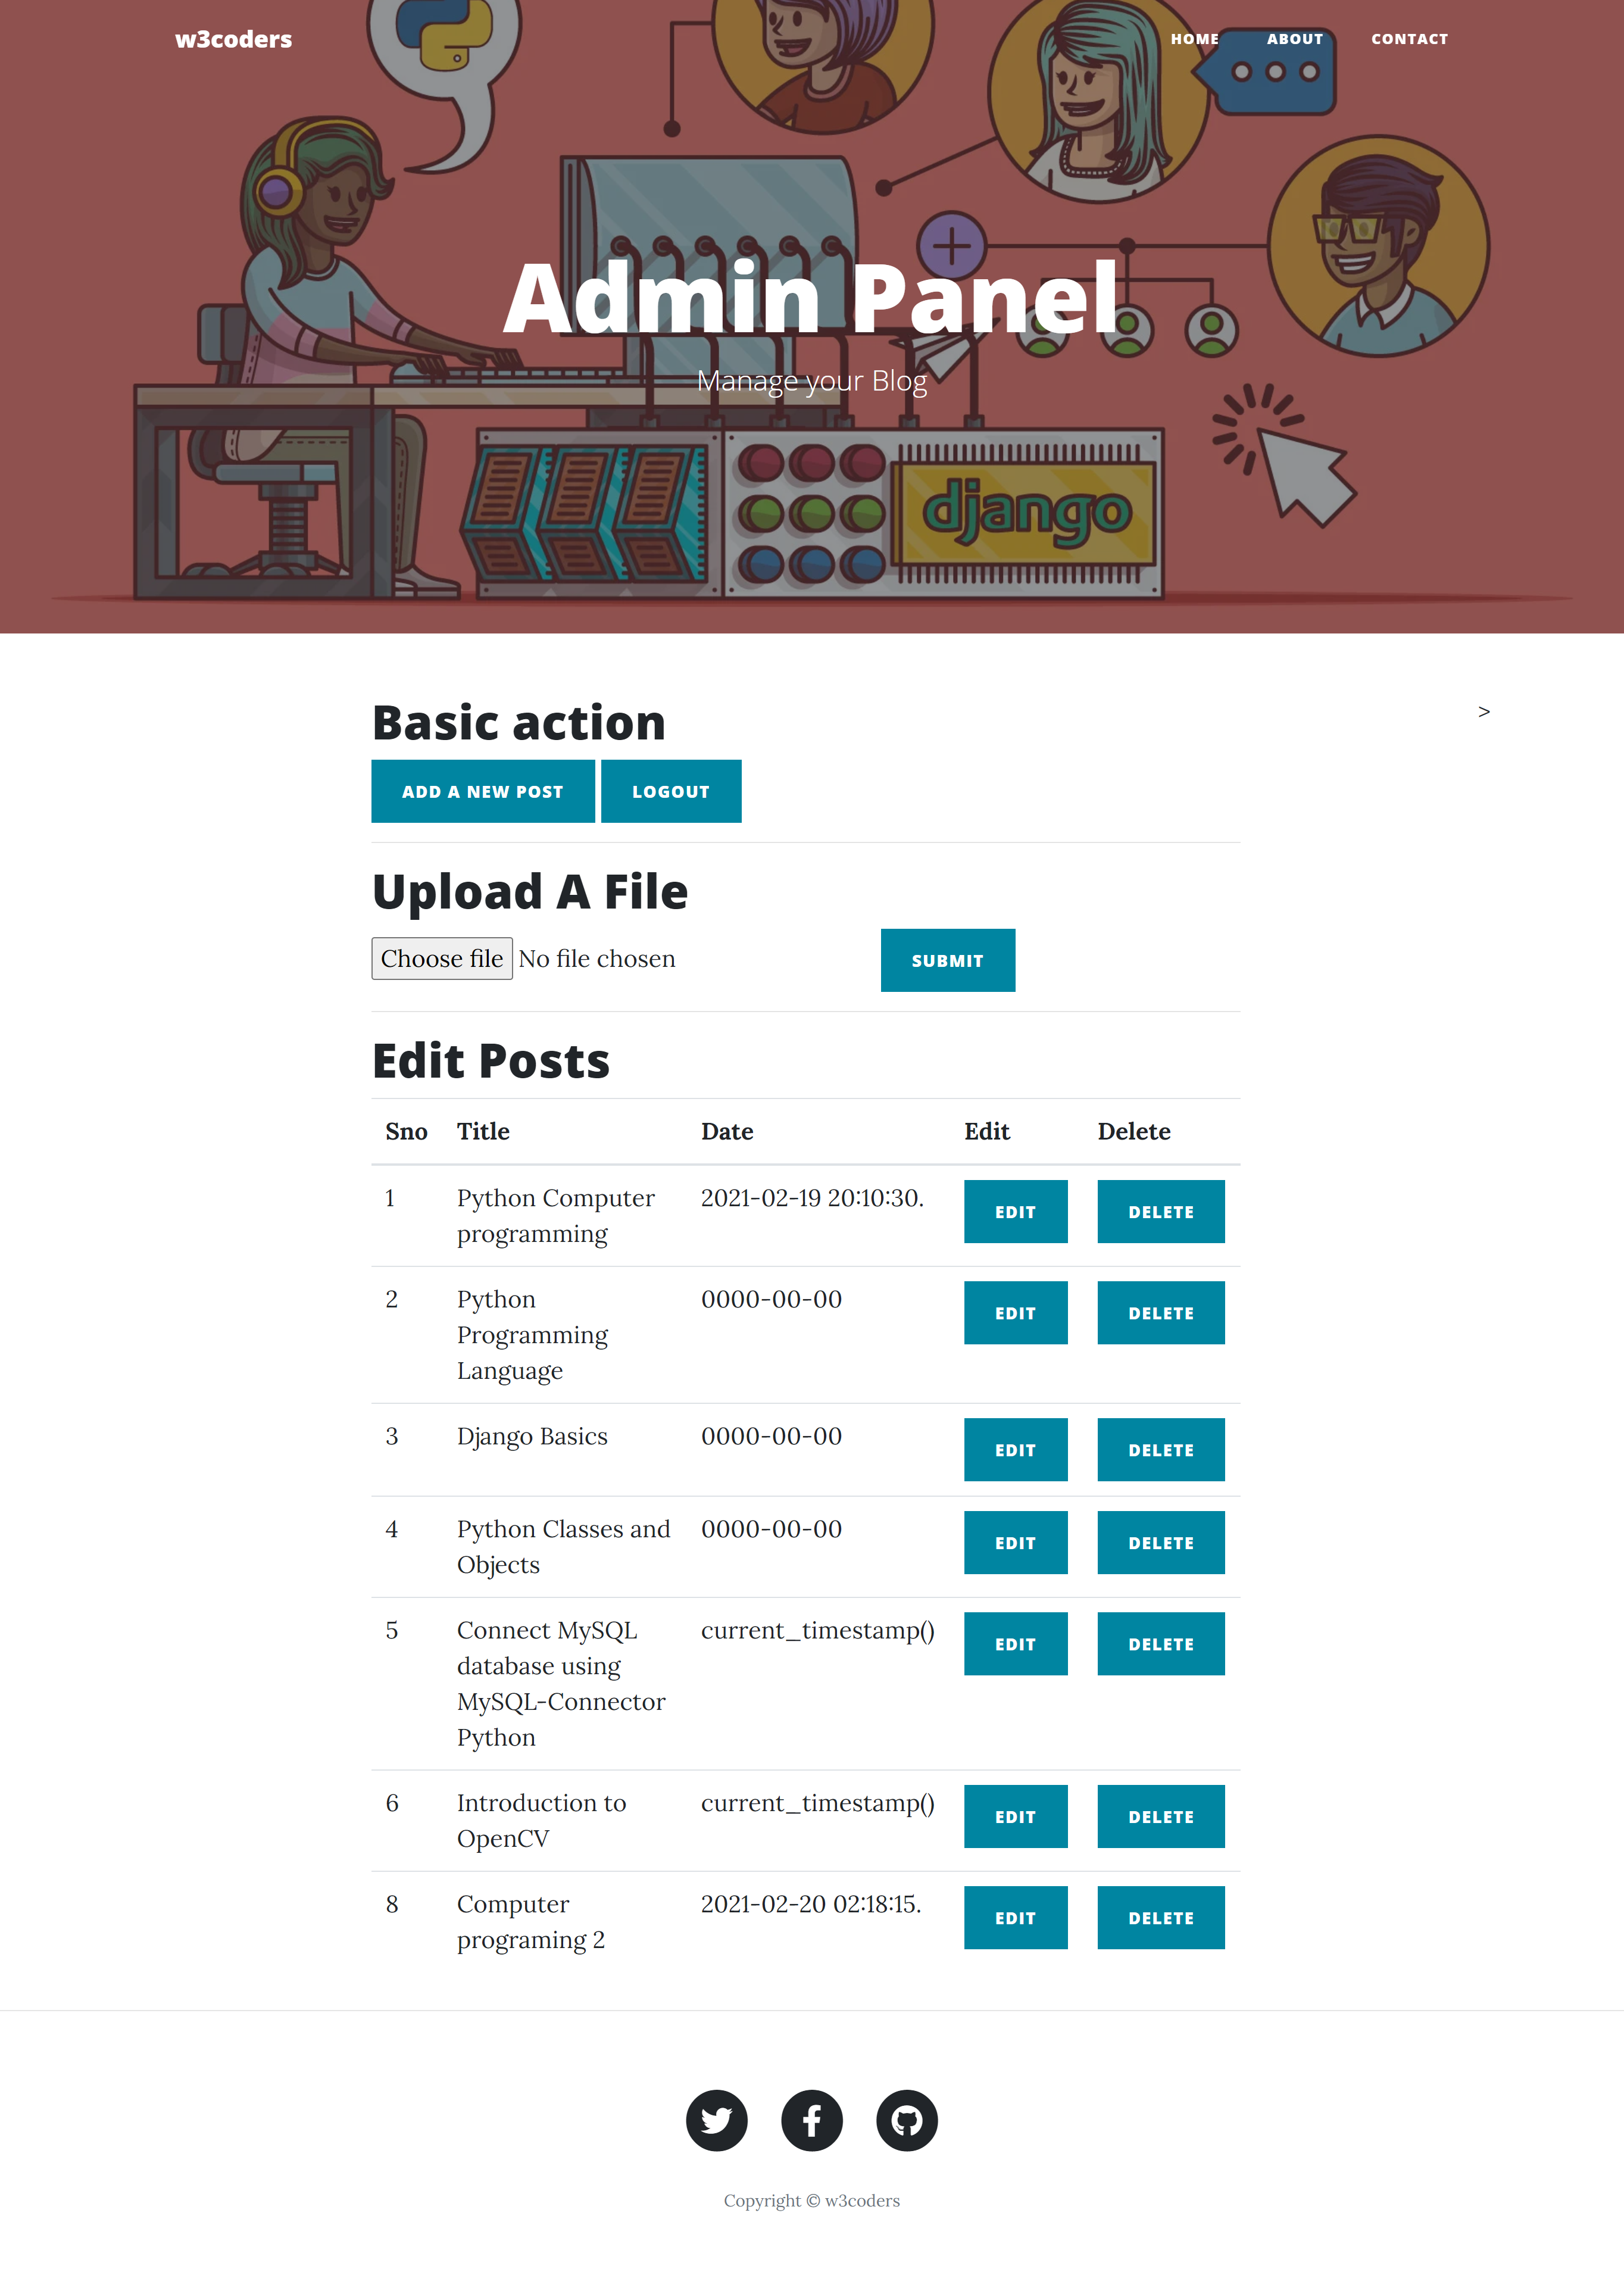 w3coders
HOME ABOUT CONTACT
Admin Panel
Manage your Blog
django
Basic action
>
ADD A NEW POST LOGOUT
Upload A File
Choose file No file chosen SUBMIT
Edit Posts
Sno Title Date Edit Delete
1 Python Computer 2021-02-19 20:10:30. EDIT DELETE
programming
2 Python 0000-00-00 EDIT DELETE
Programming
Language
3 Django Basics 0000-00-00 EDIT DELETE
4 Python Classes and 0000-00-00 EDIT DELETE
Objects
5 Connect MySQL current_timestamp() EDIT DELETE
database using
MySQL-Connector
Python
6 Introduction to current_timestamp() EDIT DELETE
OpenCV
8 Computer 2021-02-20 02:18:15. EDIT DELETE
programing 2
Copyright © w3coders